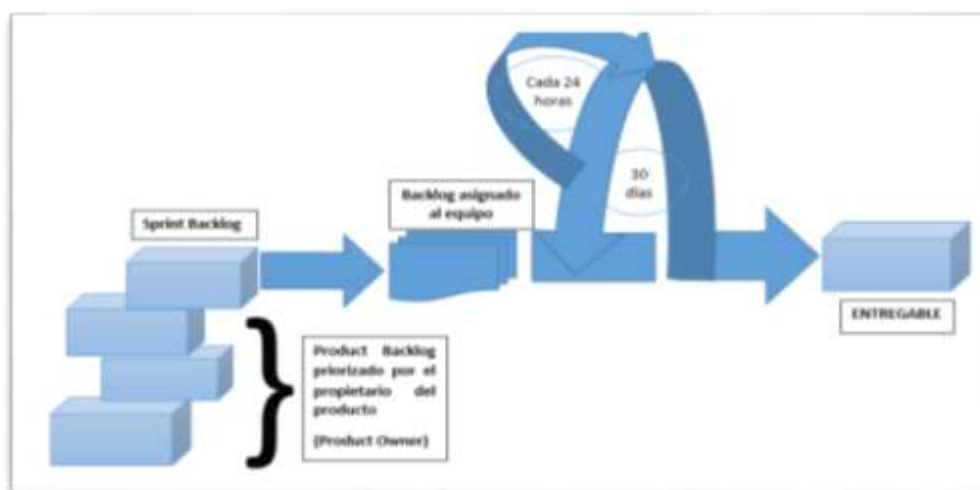 Cada 24
horas
30
días
Backlog asignado
al equipo
Sprint Backlog
Product Backlog
priorizado por el
propietario del
producto
(Product Owner)
ENTREGABLE